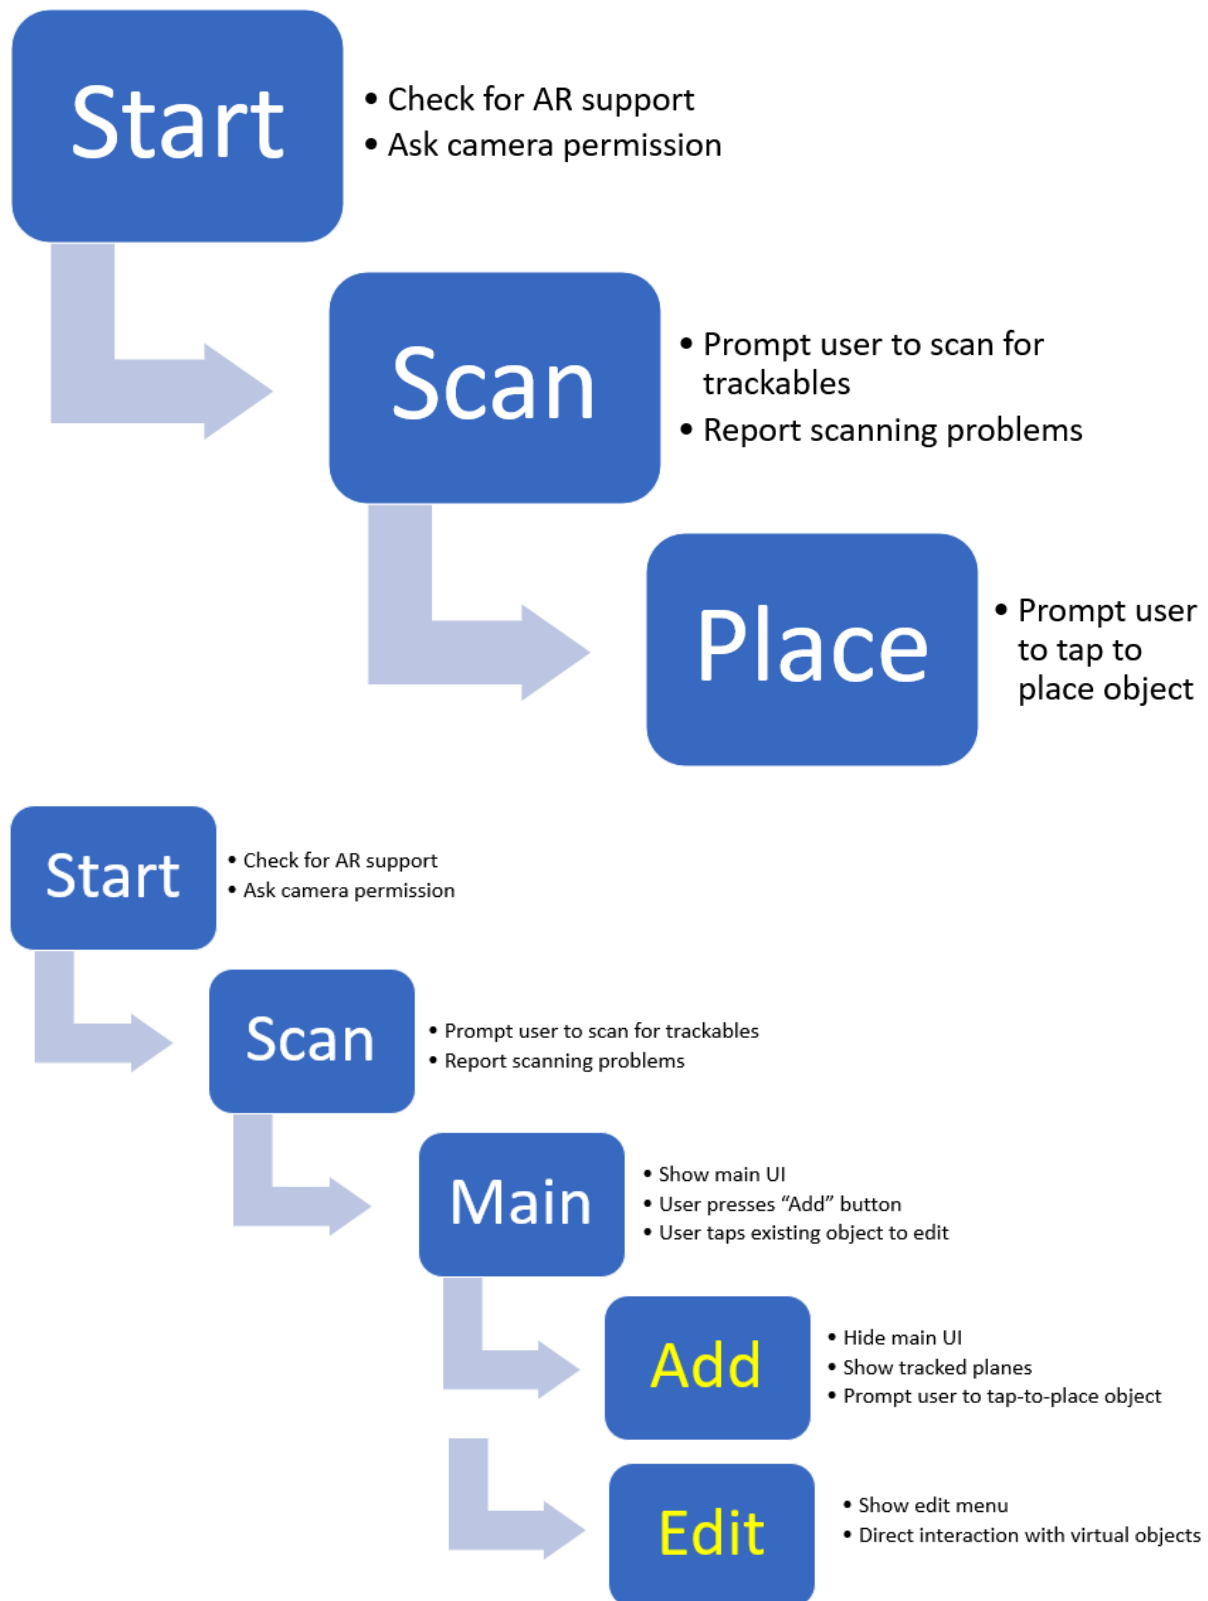 Start
• Check for AR support
• Ask camera permission
Scan
• Prompt user to scan for
trackables
• Report scanning problems
Place
• Prompt user
to tap to
place object
Start
• Check for AR support
• Ask camera permission
Scan
• Prompt user to scan for trackables
• Report scanning problems
Main
• Show main UI
• User presses “Add” button
• User taps existing object to edit
Add
• Hide main UI
• Show tracked planes
• Prompt user to tap-to-place object
Edit
• Show edit menu
• Direct interaction with virtual objects